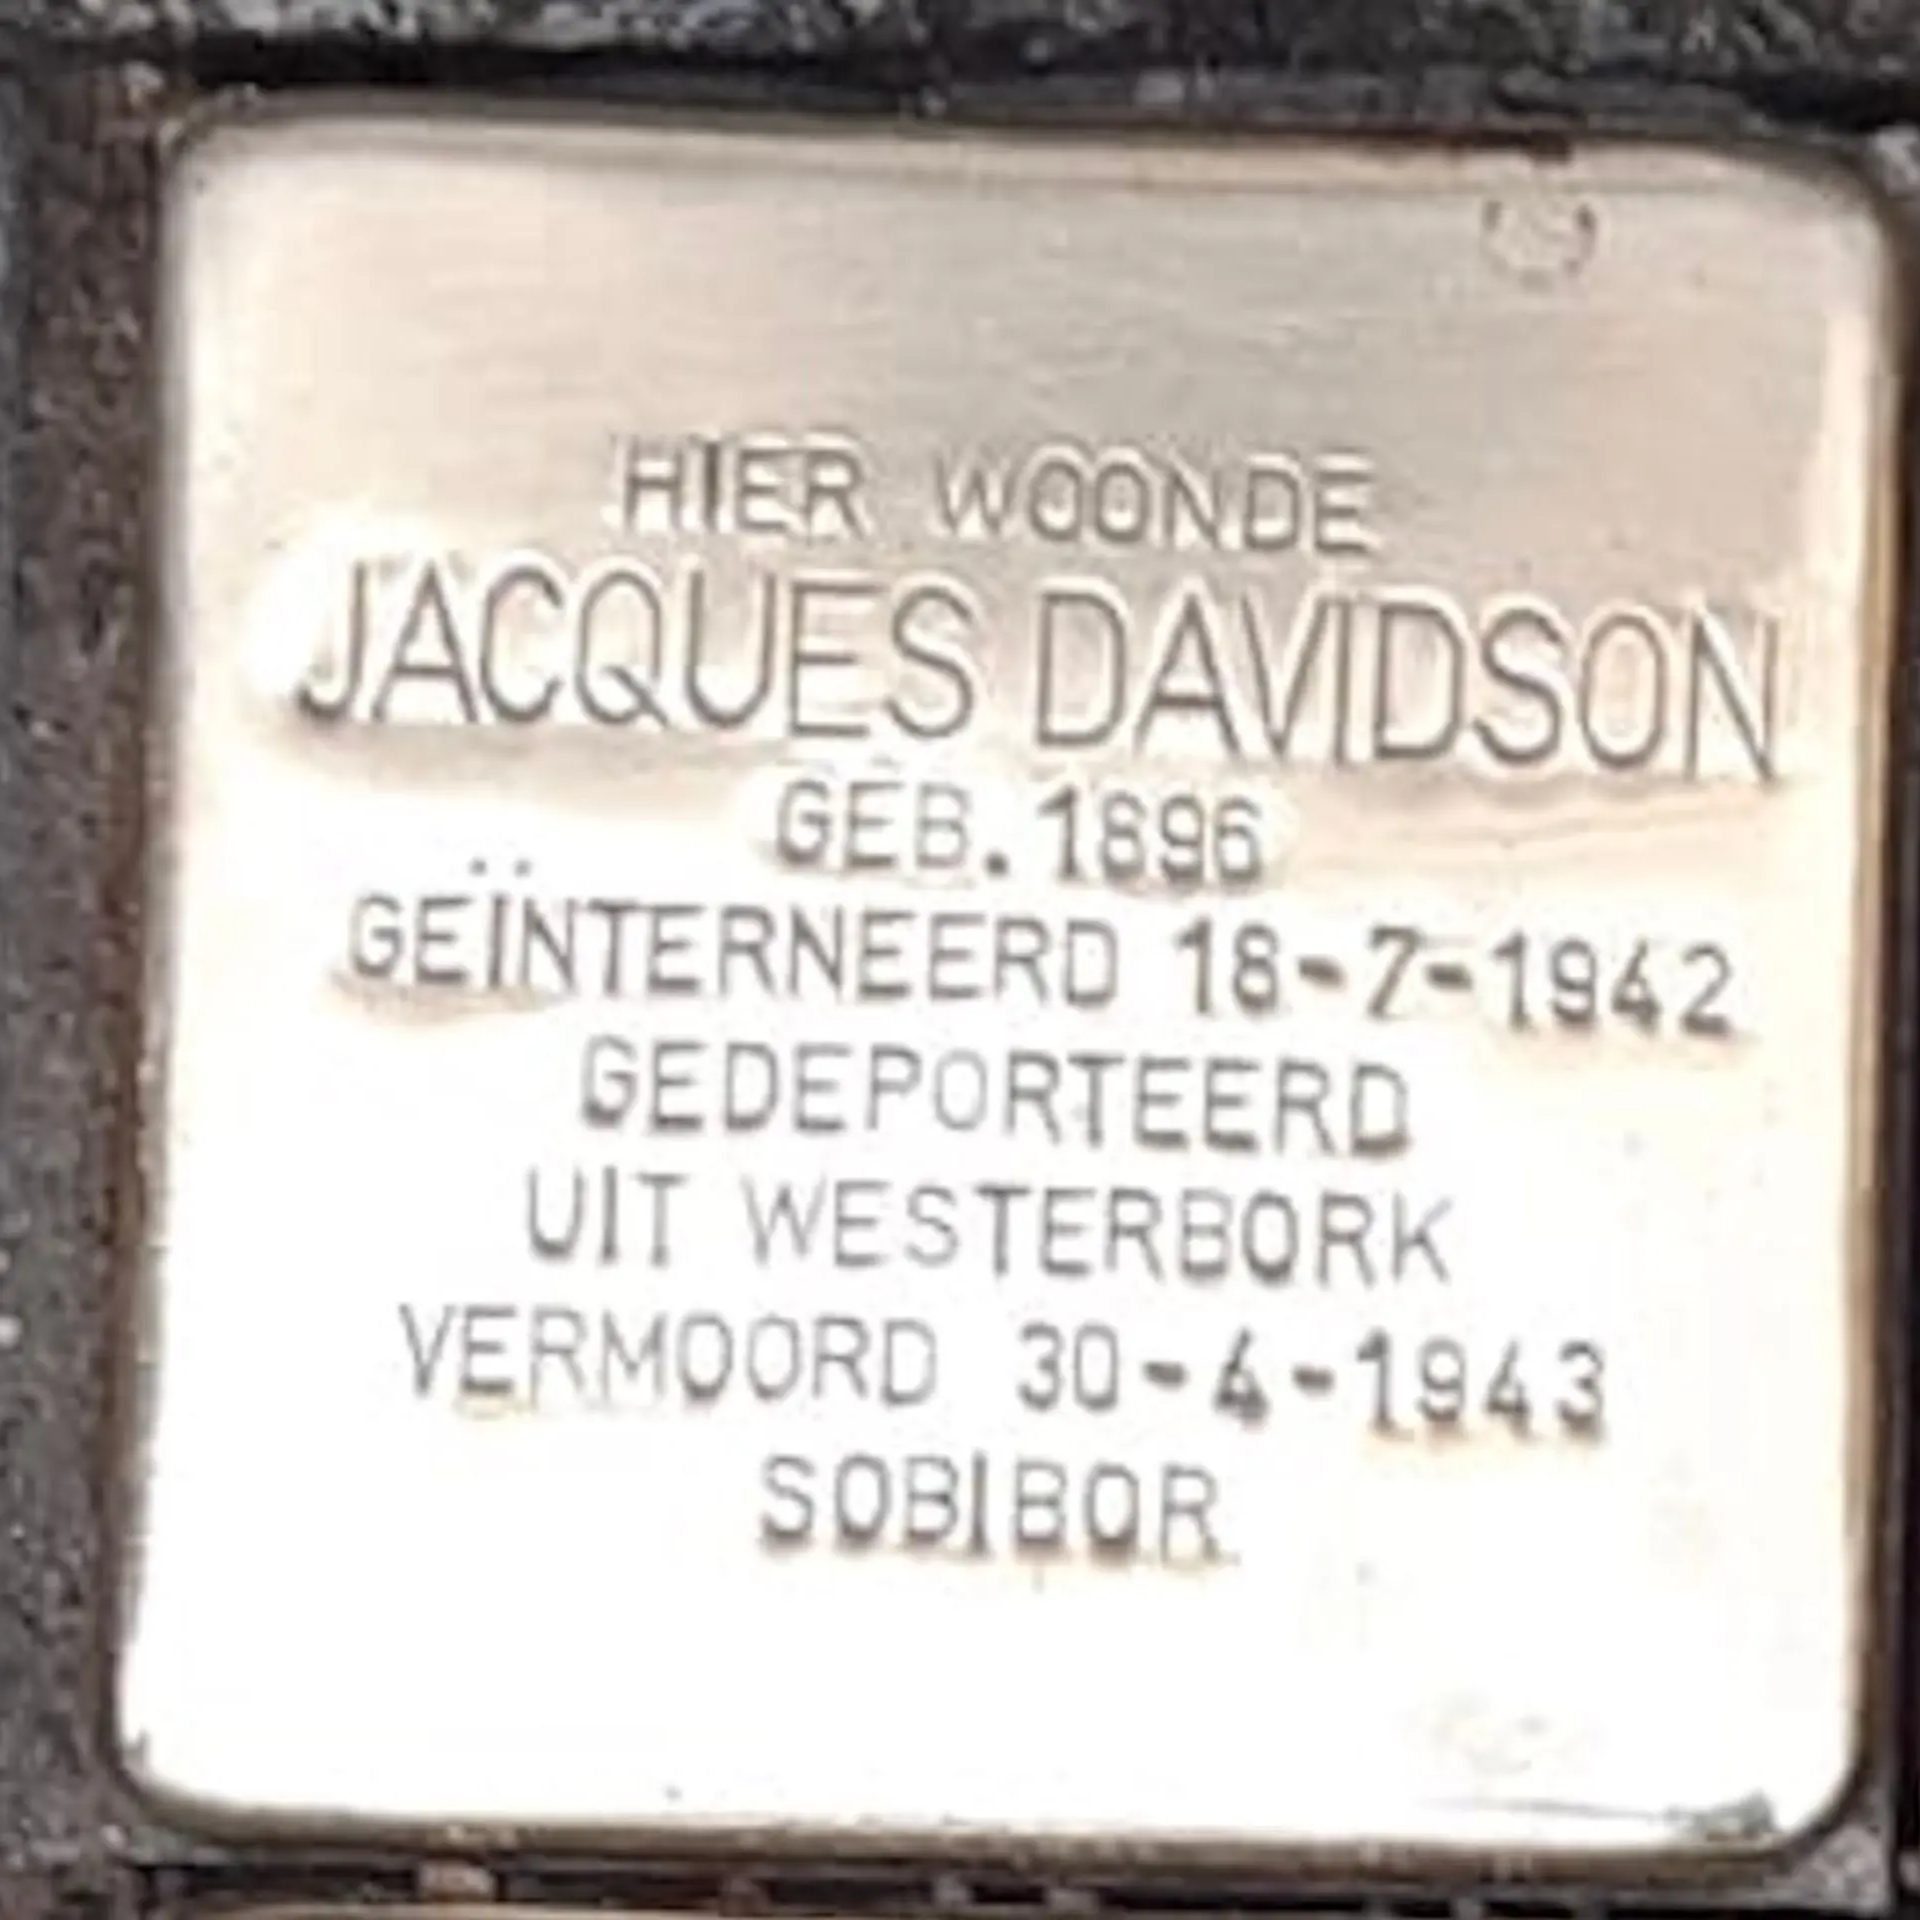 HIER WOONDE
JACQUES DAVIDSON
GEB. 1896
GEÏNTERNEERD 18-7-1942
GEDEPORTEERD
UIT WESTERBORK
VERMOORD 30-4-1943
SOBIBOR